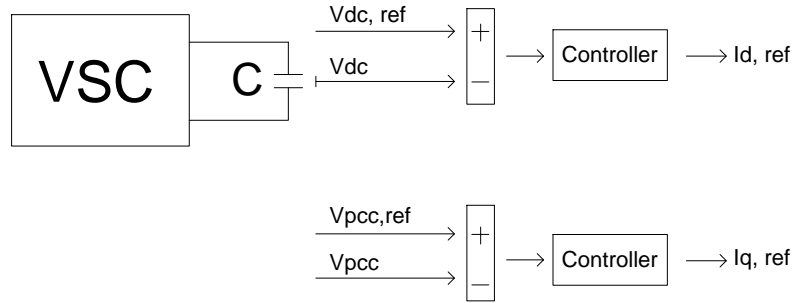 VSC
C
Vdc, ref
Vdc
+
−
Controller
Id, ref
Vpcc,ref
Vpcc
+
−
Controller
Iq, ref